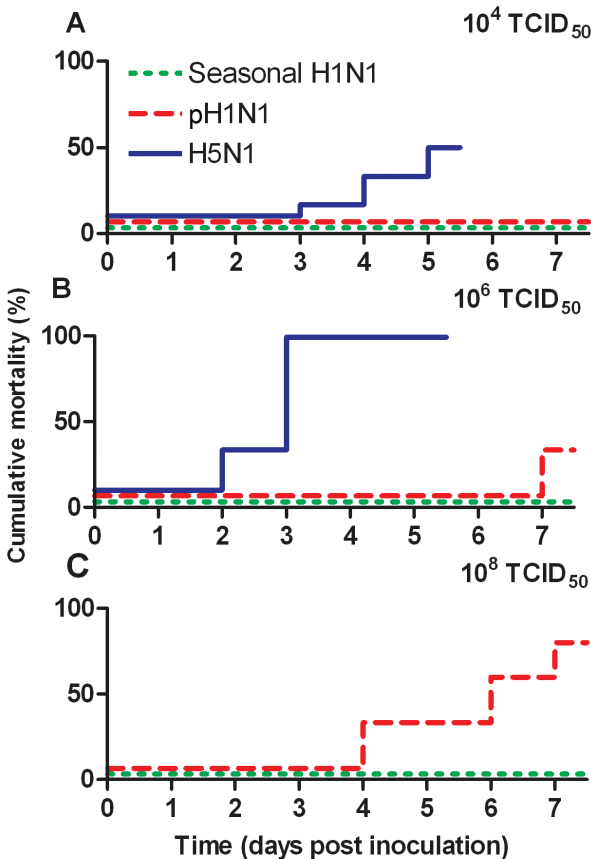 A
10⁴ TCID₅₀
100
50
0
Seasonal H1N1
pH1N1
H5N1
0 1 2 3 4 5 6 7
B
10⁶ TCID₅₀
100
50
0
0 1 2 3 4 5 6 7
C
10⁸ TCID₅₀
100
50
0
0 1 2 3 4 5 6 7
Cumulative mortality (%)
Time (days post inoculation)